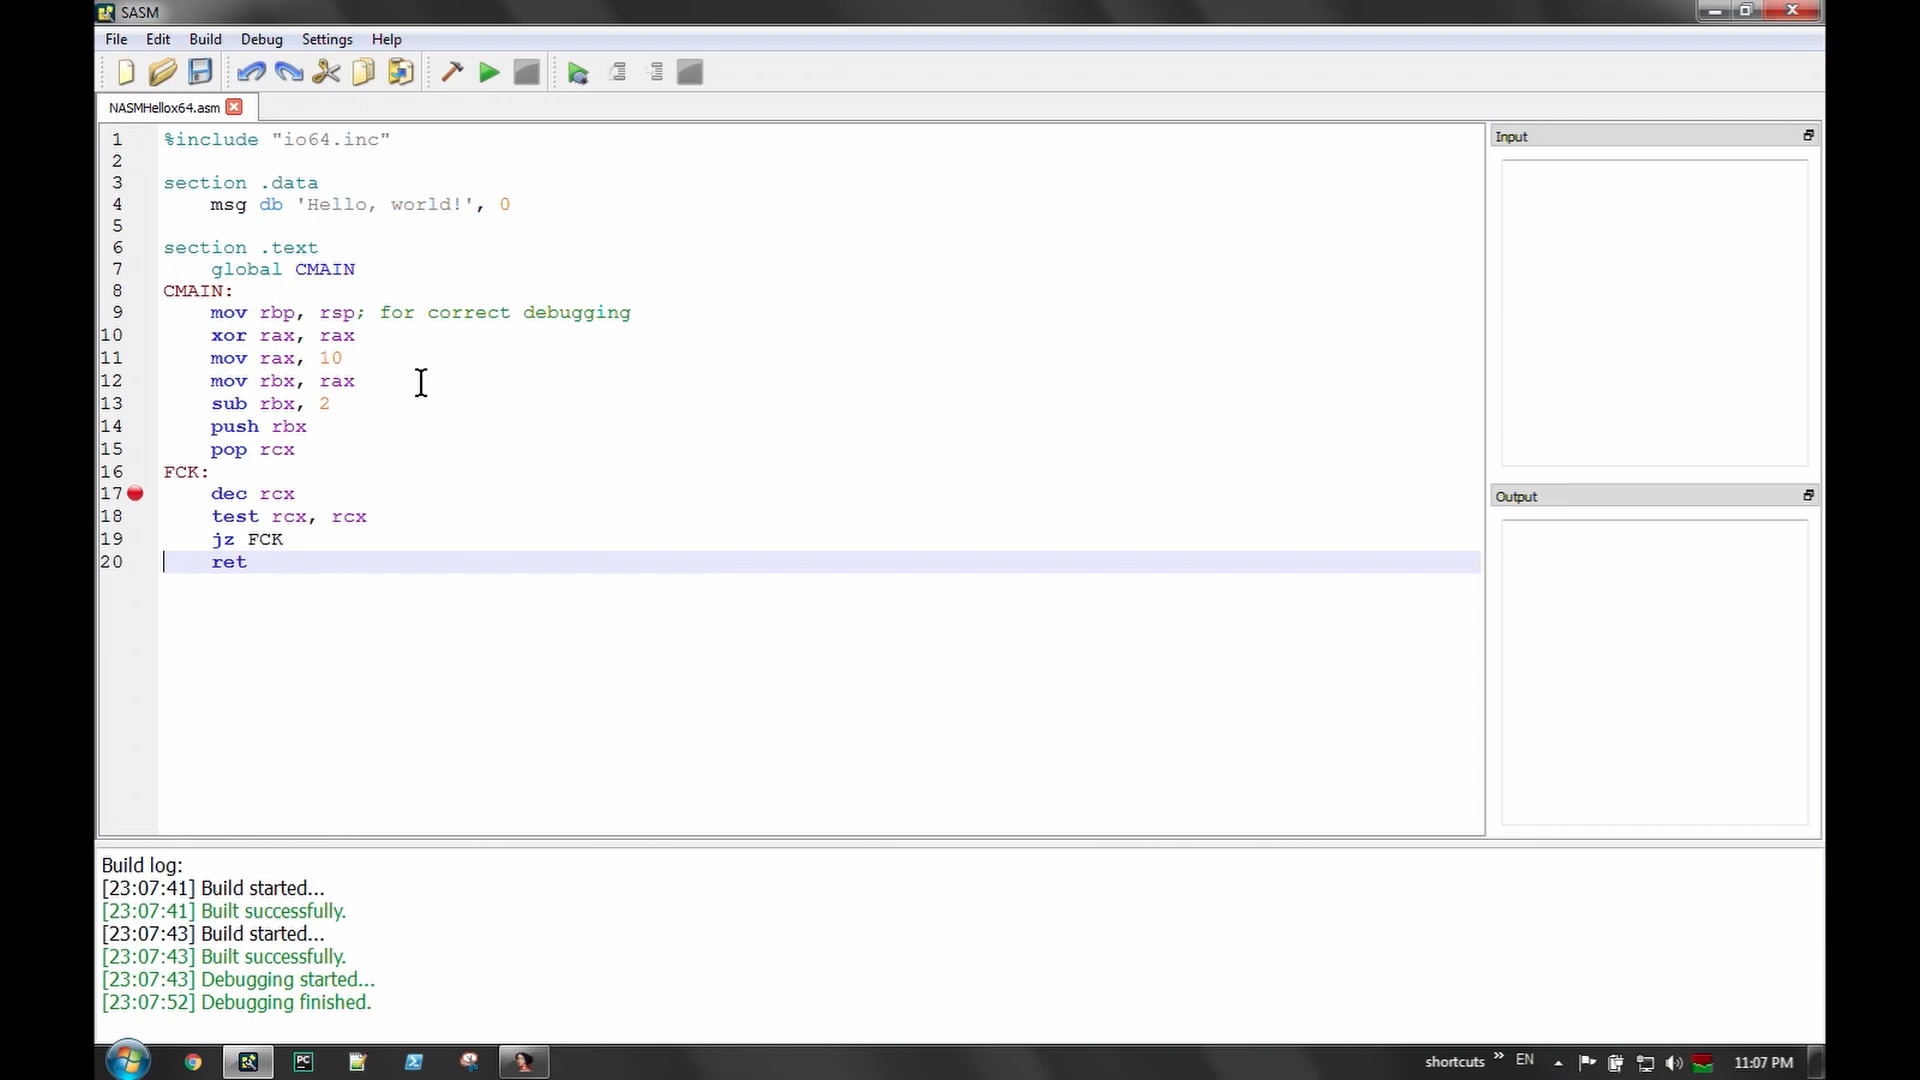 SASM
File Edit Build Debug Settings Help
NASMHellox64.asm
1 %include "io64.inc"
2
3 section .data
4 msg db 'Hello, world!', 0
5
6 section .text
7 global CMAIN
8 CMAIN:
9 mov rbp, rsp; for correct debugging
10 xor rax, rax
11 mov rax, 10
12 mov rbx, rax
13 sub rbx, 2
14 push rbx
15 pop rcx
16 FCK:
17 dec rcx
18 test rcx, rcx
19 jz FCK
20 ret
Input
Output
Build log:
[23:07:41] Build started...
[23:07:41] Built successfully.
[23:07:43] Build started...
[23:07:43] Built successfully.
[23:07:43] Debugging started...
[23:07:52] Debugging finished.
PC
shortcuts » EN 11:07 PM